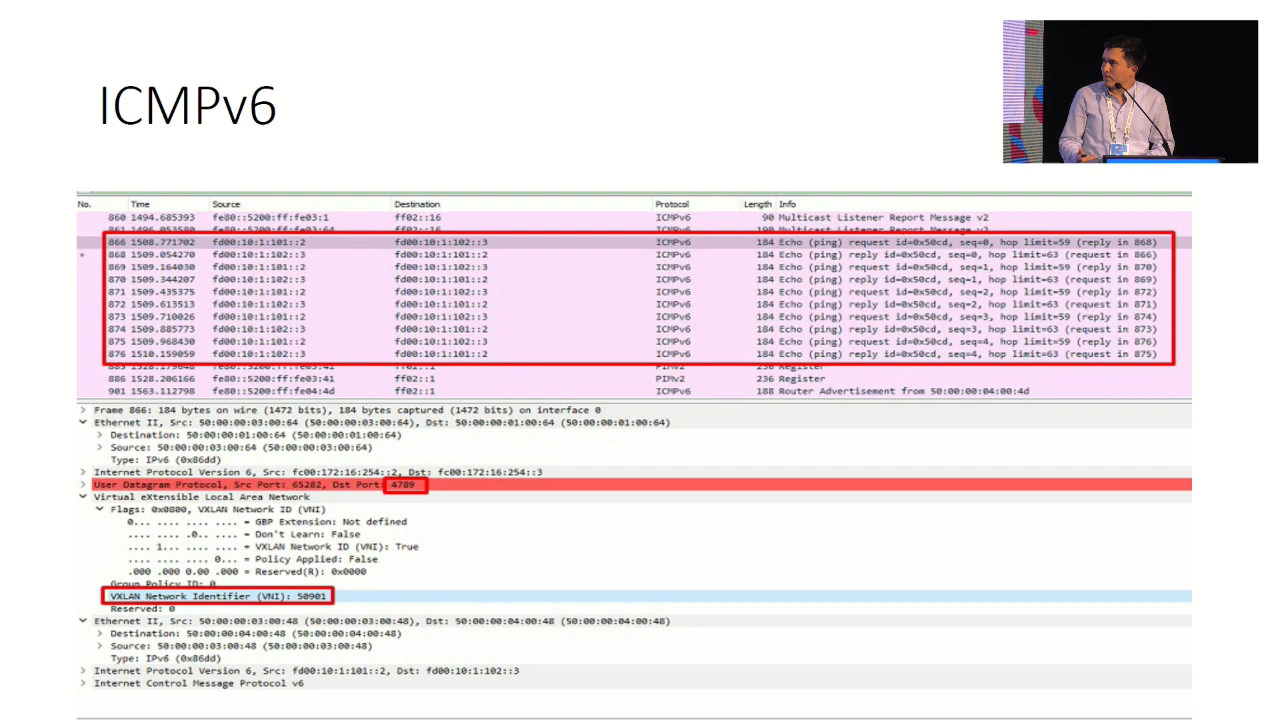 ICMPv6
No. Time Source Destination Protocol Length Info
860 1494.685393 fe80::5200:ff:fe03:1 ff02::16 ICMPv6 90 Multicast Listener Report Message v2
861 1496.053580 fe80::5200:ff:fe03:64 ff02::16 ICMPv6 190 Multicast Listener Report Message v2
866 1508.771702 fd00:10:1:101::2 fd00:10:1:102::3 ICMPv6 184 Echo (ping) request id=0x50cd, seq=0, hop limit=59 (reply in 868)
868 1509.054270 fd00:10:1:102::3 fd00:10:1:101::2 ICMPv6 184 Echo (ping) reply id=0x50cd, seq=0, hop limit=63 (request in 866)
869 1509.164030 fd00:10:1:101::2 fd00:10:1:102::3 ICMPv6 184 Echo (ping) request id=0x50cd, seq=1, hop limit=59 (reply in 870)
870 1509.344207 fd00:10:1:102::3 fd00:10:1:101::2 ICMPv6 184 Echo (ping) reply id=0x50cd, seq=1, hop limit=63 (request in 869)
871 1509.435375 fd00:10:1:101::2 fd00:10:1:102::3 ICMPv6 184 Echo (ping) request id=0x50cd, seq=2, hop limit=59 (reply in 872)
872 1509.613513 fd00:10:1:102::3 fd00:10:1:101::2 ICMPv6 184 Echo (ping) reply id=0x50cd, seq=2, hop limit=63 (request in 871)
873 1509.710026 fd00:10:1:101::2 fd00:10:1:102::3 ICMPv6 184 Echo (ping) request id=0x50cd, seq=3, hop limit=59 (reply in 874)
874 1509.885773 fd00:10:1:102::3 fd00:10:1:101::2 ICMPv6 184 Echo (ping) reply id=0x50cd, seq=3, hop limit=63 (request in 873)
875 1509.968430 fd00:10:1:101::2 fd00:10:1:102::3 ICMPv6 184 Echo (ping) request id=0x50cd, seq=4, hop limit=59 (reply in 876)
876 1510.159059 fd00:10:1:102::3 fd00:10:1:101::2 ICMPv6 184 Echo (ping) reply id=0x50cd, seq=4, hop limit=63 (request in 875)
fe80::5200:ff:fe03:41 ff02::1 PIMv2 236 Register
886 1528.206166 fe80::5200:ff:fe03:41 ff02::1 PIMv2 236 Register
901 1563.112798 fe80::5200:ff:fe04:4d ff02::1 ICMPv6 188 Router Advertisement from 50:00:00:04:00:4d
Frame 866: 184 bytes on wire (1472 bits), 184 bytes captured (1472 bits) on interface 0
Ethernet II, Src: 50:00:00:03:00:64 (50:00:00:03:00:64), Dst: 50:00:00:01:00:64 (50:00:00:01:00:64)
Destination: 50:00:00:01:00:64 (50:00:00:01:00:64)
Source: 50:00:00:03:00:64 (50:00:00:03:00:64)
Type: IPv6 (0x86dd)
Internet Protocol Version 6, Src: fc00:172:16:254::2, Dst: fc00:172:16:254::3
User Datagram Protocol, Src Port: 65282, Dst Port: 4789
Virtual eXtensible Local Area Network
Flags: 0x0800, VXLAN Network ID (VNI)
0... .... .... .... = GBP Extension: Not defined
.... .... .0.. .... = Don't Learn: False
.... 1... .... .... = VXLAN Network ID (VNI): True
.... .... .... 0... = Policy Applied: False
.000 .000 0.00 .000 = Reserved(R): 0x0000
Group Policy ID: 0
VXLAN Network Identifier (VNI): 50901
Reserved: 0
Ethernet II, Src: 50:00:00:03:00:48 (50:00:00:03:00:48), Dst: 50:00:00:04:00:48 (50:00:00:04:00:48)
Destination: 50:00:00:04:00:48 (50:00:00:04:00:48)
Source: 50:00:00:03:00:48 (50:00:00:03:00:48)
Type: IPv6 (0x86dd)
Internet Protocol Version 6, Src: fd00:10:1:101::2, Dst: fd00:10:1:102::3
Internet Control Message Protocol v6